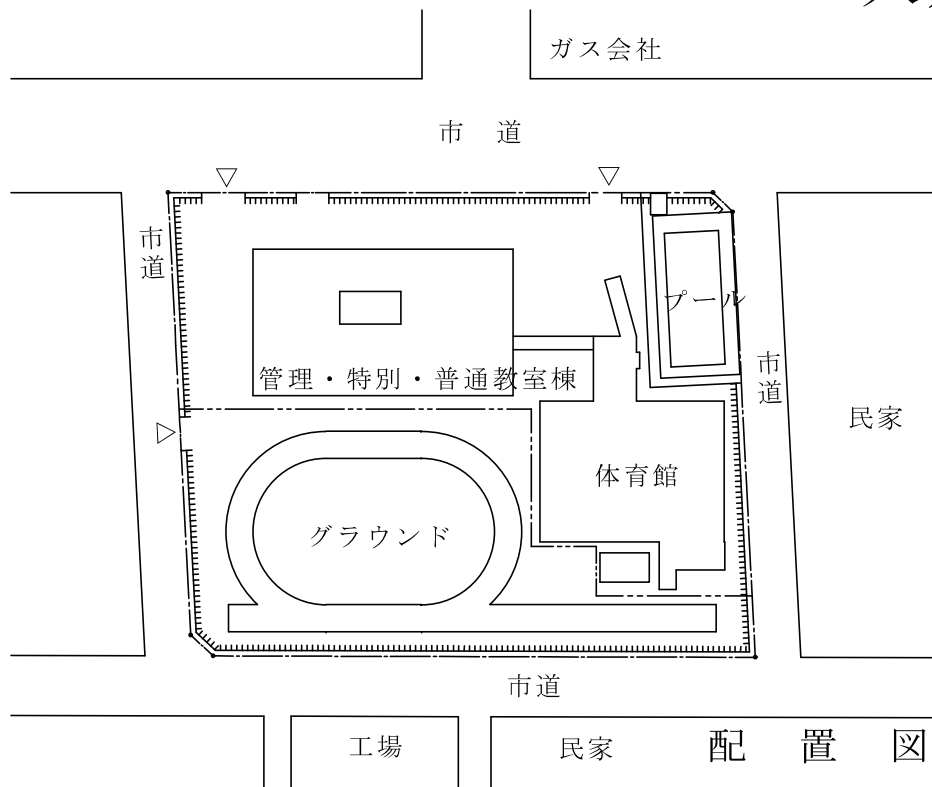 ガス会社
市 道
市道
プール
管理・特別・普通教室棟
市道
民家
体育館
グラウンド
市道
工場
民家
配 置 図